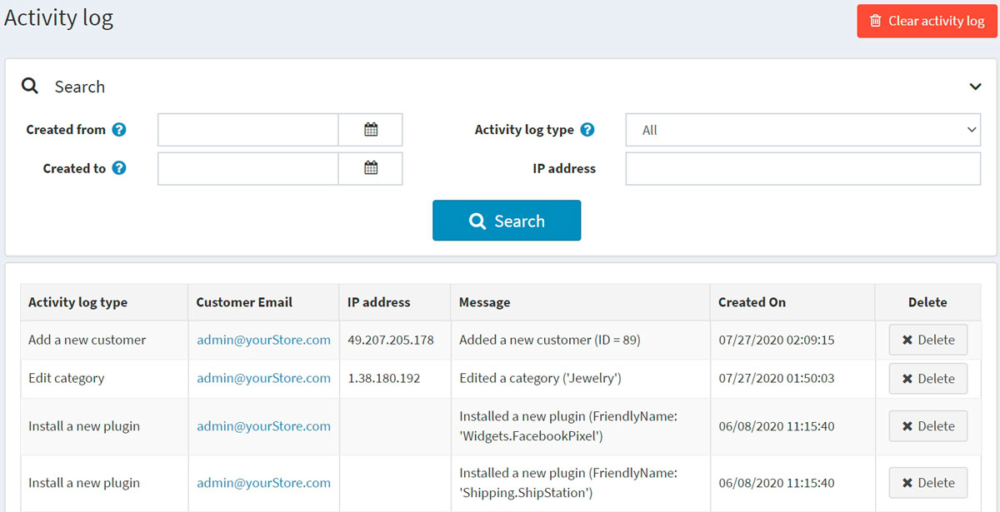 Activity log
Clear activity log
Search
Created from ?
Activity log type ?
All
Created to ?
IP address
Search
Activity log type Customer Email IP address Message Created On Delete
Add a new customer admin@yourStore.com 49.207.205.178 Added a new customer (ID = 89) 07/27/2020 02:09:15 Delete
Edit category admin@yourStore.com 1.38.180.192 Edited a category ('Jewelry') 07/27/2020 01:50:03 Delete
Install a new plugin admin@yourStore.com Installed a new plugin (FriendlyName: 06/08/2020 11:15:40 Delete
'Widgets.FacebookPixel')
Install a new plugin admin@yourStore.com Installed a new plugin (FriendlyName: 06/08/2020 11:15:40 Delete
'Shipping.ShipStation')